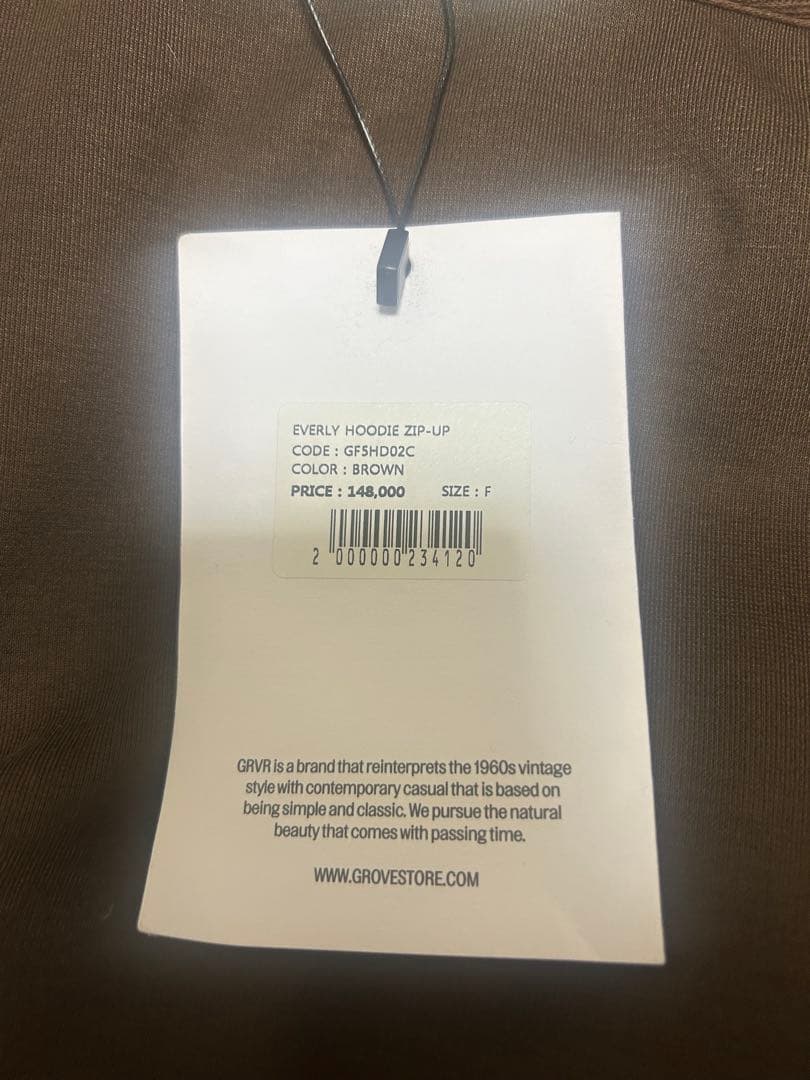 EVERLY HOODIE ZIP-UP
CODE : GF5HD02C
COLOR : BROWN
PRICE : 148,000 SIZE : F
2 000000 234120
GRVR is a brand that reinterprets the 1960s vintage
style with contemporary casual that is based on
being simple and classic. We pursue the natural
beauty that comes with passing time.
WWW.GROVESTORE.COM